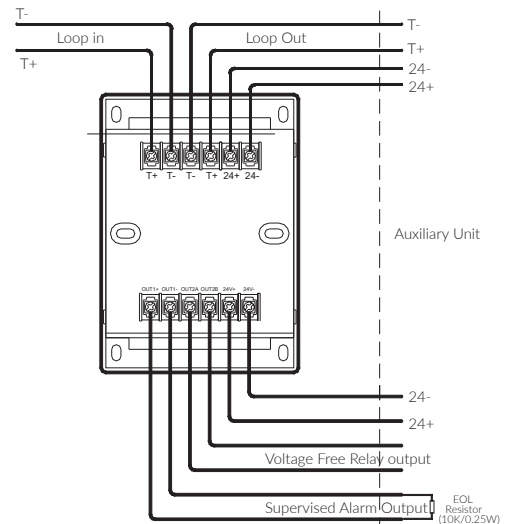 T-
Loop in
T+
Loop Out
T-
T+
24-
24+
T+ T- T- T+ 24+ 24-
Auxiliary Unit
OUT1+ OUT1- OUT2A OUT2B 24V+ 24V-
24-
24+
Voltage Free Relay output
Supervised Alarm Output
EOL
Resistor
(10K/0.25W)